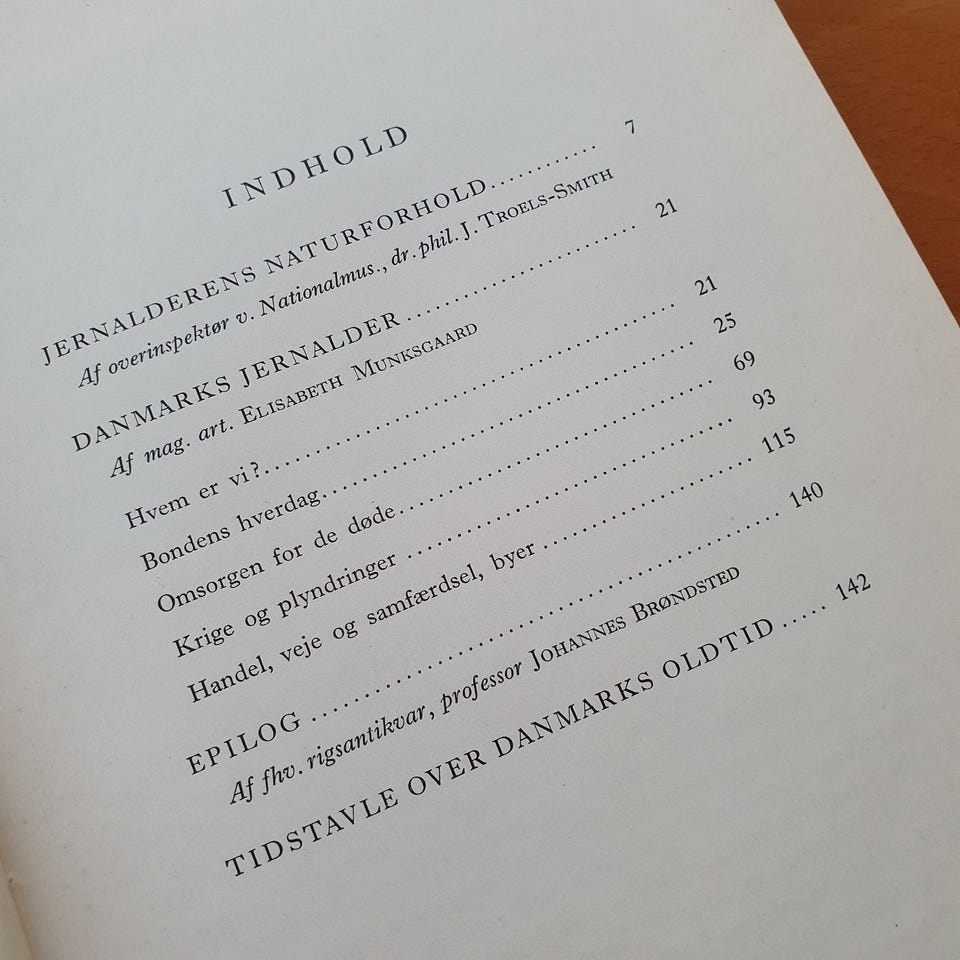 INDHOLD
JERNALDERENS NATURFORHOLD........... 7
Af overinspektør v. Nationalmus., dr. phil. J. TROELS-SMITH
DANMARKS JERNALDER..................... 21
Af mag. art. ELISABETH MUNKSGAARD
Hvem er vi?........................................ 21
Bondens hverdag.................................... 25
Omsorgen for de døde............................... 69
Krige og plyndringer............................... 93
Handel, veje og samfærdsel, byer..................... 115
EPILOG............................................. 140
Af fhv. rigsantikvar, professor JOHANNES BRØNDSTED
TIDSTAVLE OVER DANMARKS OLDTID..... 142